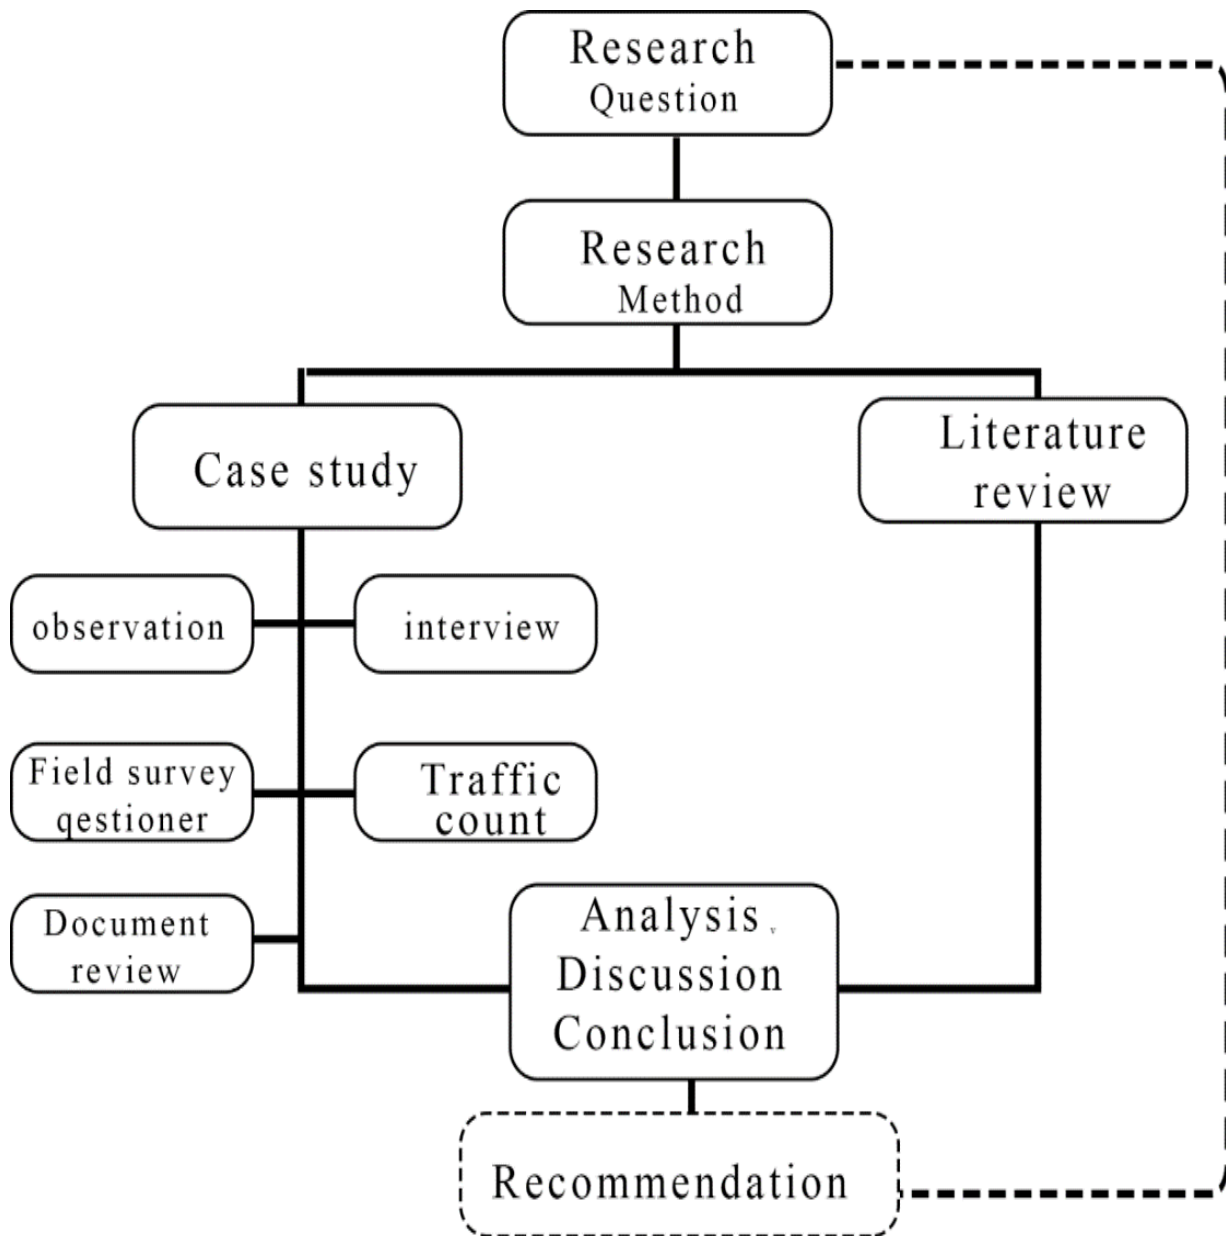 Research
Question
Research
Method
Case study
Literature
review
observation
interview
Field survey
qestioner
Traffic
count
Document
review
Analysis,
Discussion
Conclusion
Recommendation